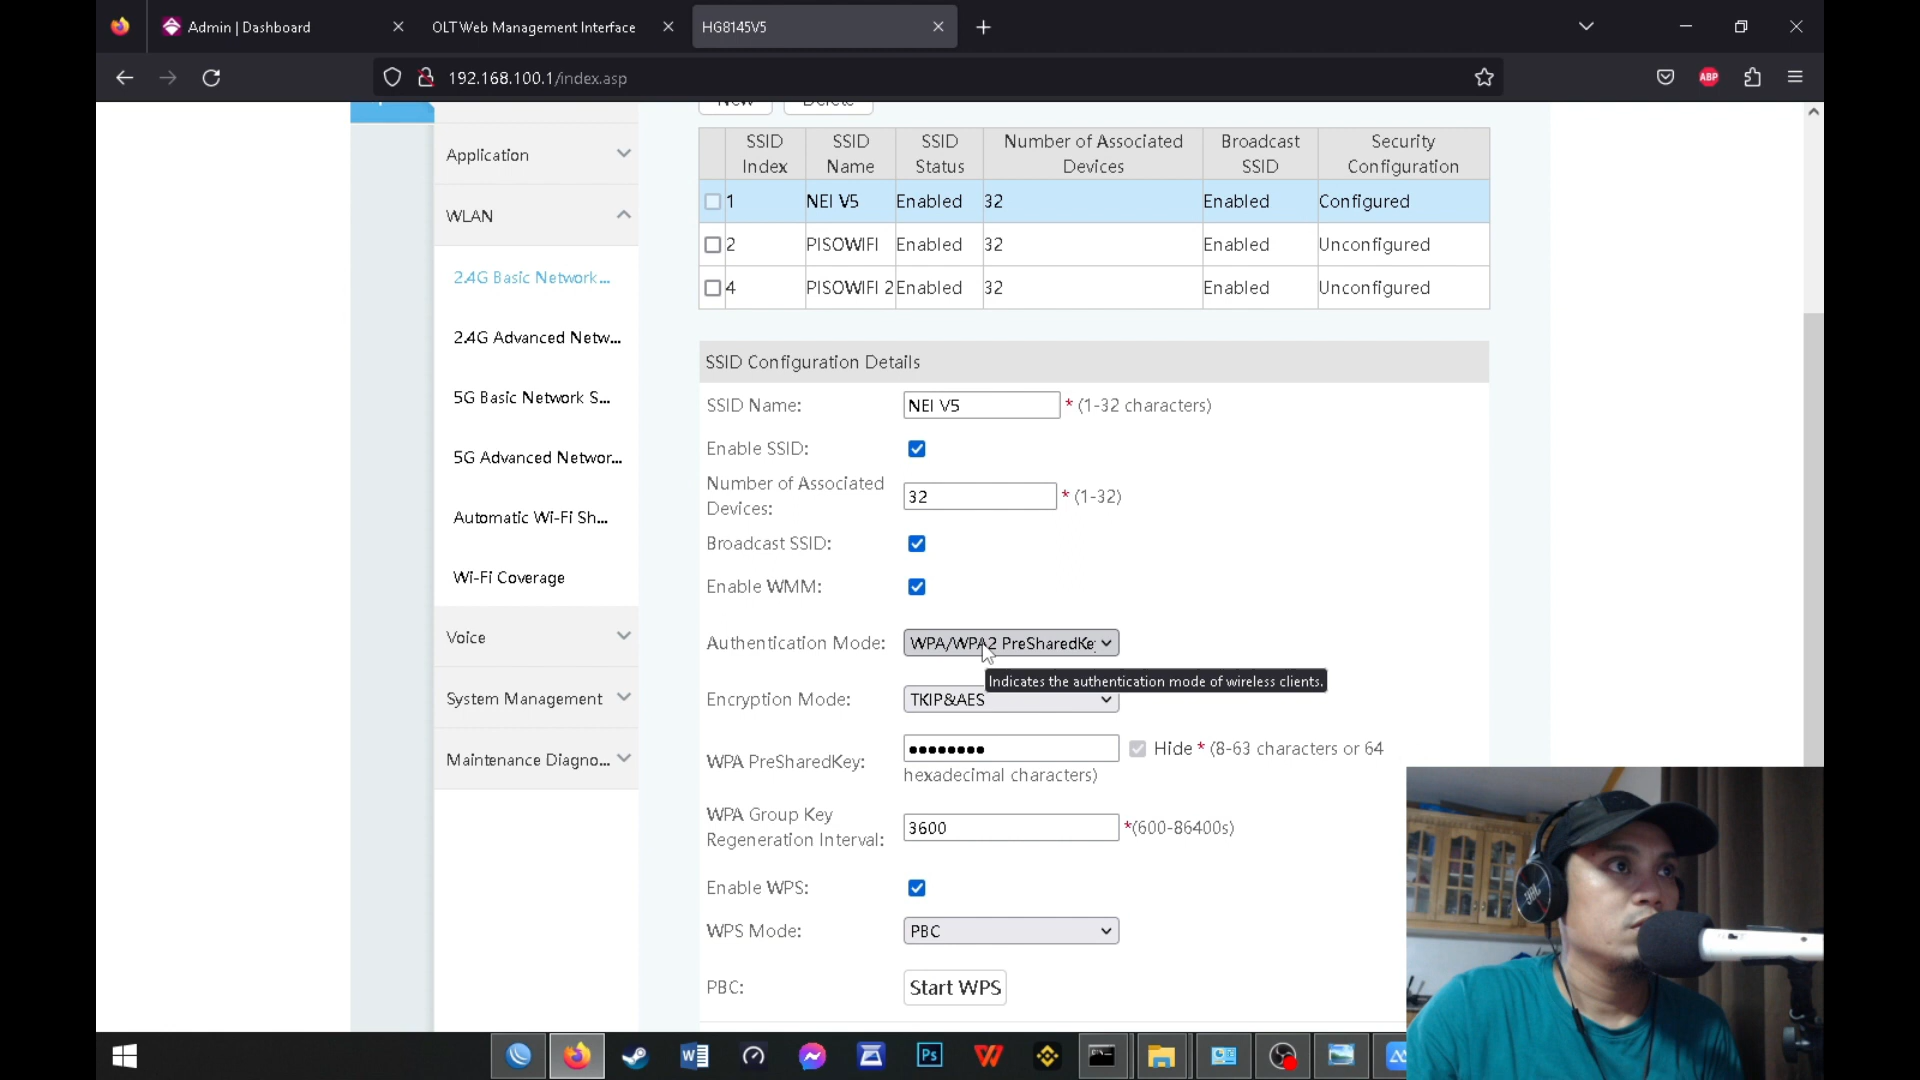 Admin | Dashboard
OLT Web Management Interface
HG8145V5
192.168.100.1/index.asp
ABP
New
Delete
SSID Index
SSID Name
SSID Status
Number of Associated Devices
Broadcast SSID
Security Configuration
1 NEI V5 Enabled 32 Enabled Configured
2 PISOWIFI Enabled 32 Enabled Unconfigured
4 PISOWIFI 2 Enabled 32 Enabled Unconfigured
Application
WLAN
2.4G Basic Network...
2.4G Advanced Netw...
5G Basic Network S...
5G Advanced Networ...
Automatic Wi-Fi Sh...
Wi-Fi Coverage
Voice
System Management
Maintenance Diagno...
SSID Configuration Details
SSID Name: NEI V5 * (1-32 characters)
Enable SSID:
Number of Associated
Devices: 32 * (1-32)
Broadcast SSID:
Enable WMM:
Authentication Mode: WPA/WPA2 PreSharedKe
Indicates the authentication mode of wireless clients.
Encryption Mode: TKIP&AES
WPA PreSharedKey: ●●●●●●●● Hide * (8-63 characters or 64
hexadecimal characters)
WPA Group Key
Regeneration Interval: 3600 *(600-86400s)
Enable WPS:
WPS Mode: PBC
PBC: Start WPS
W
Ps
JBL